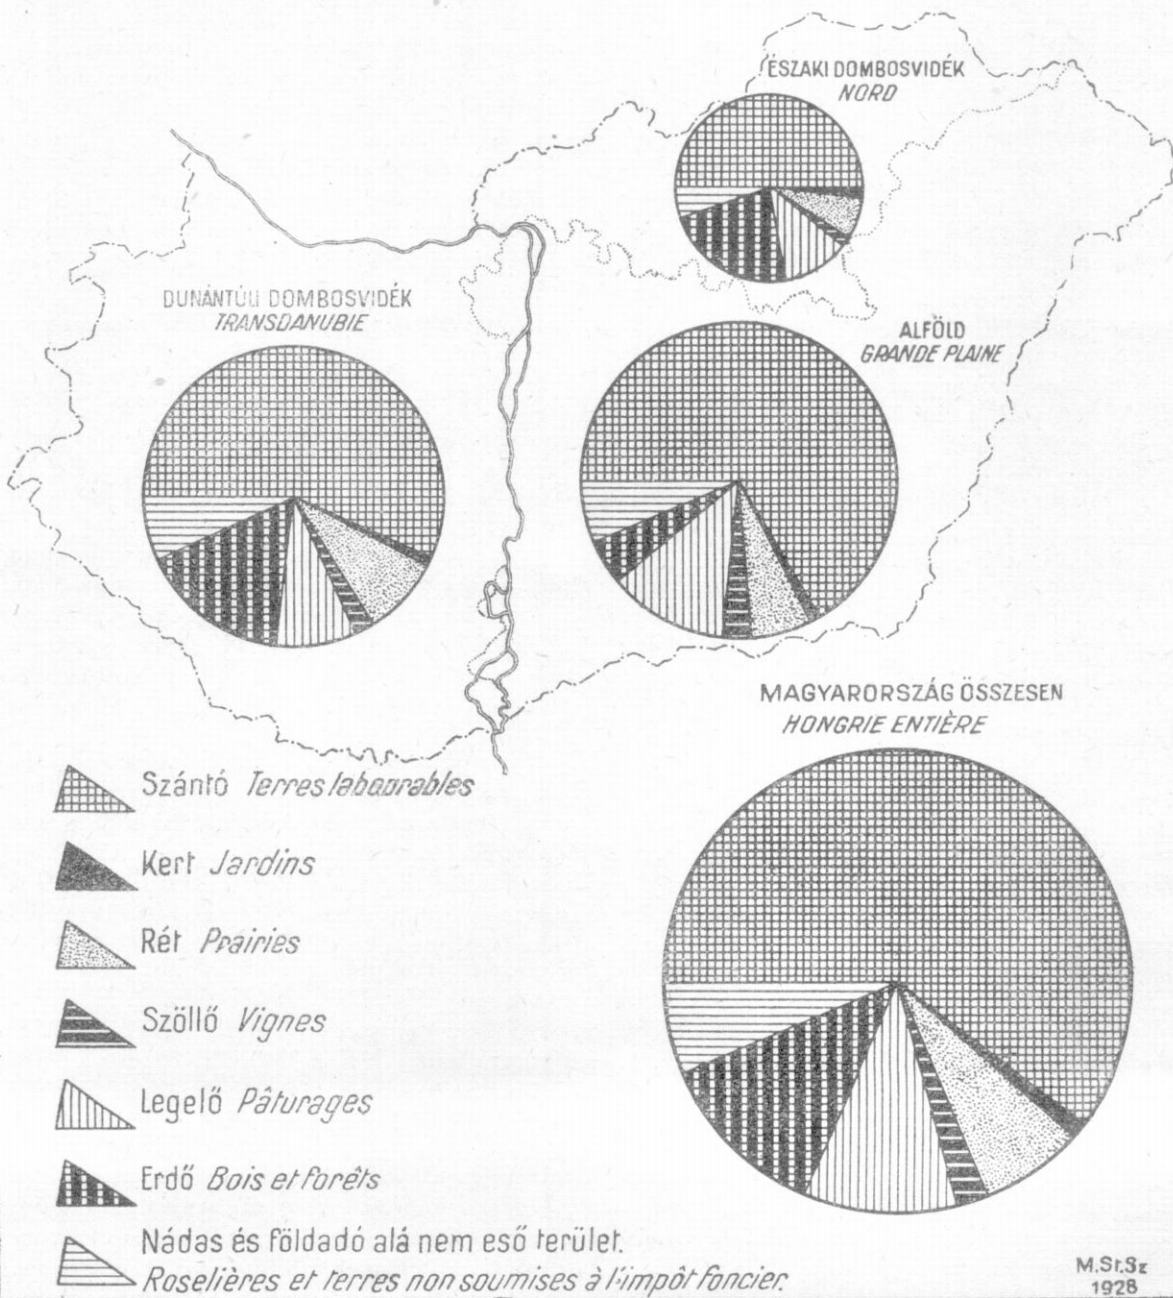 ÉSZAKI DOMBOSVIDÉK
NORD
DUNÁNTÚLI DOMBOSVIDÉK
TRANSDANUBIE
ALFÖLD
GRANDE PLAINE
MAGYARORSZÁG ÖSSZESEN
HONGRIE ENTIÈRE
Szántó Terres labourables
Kert Jardins
Rét Práiries
Szöllő Vignes
Legelő Pâturages
Erdő Bois et forêts
Nádas és földadó alá nem eső terület.
Roselières et terres non soumises à l'impôt foncier.
M.St.Sz
1928